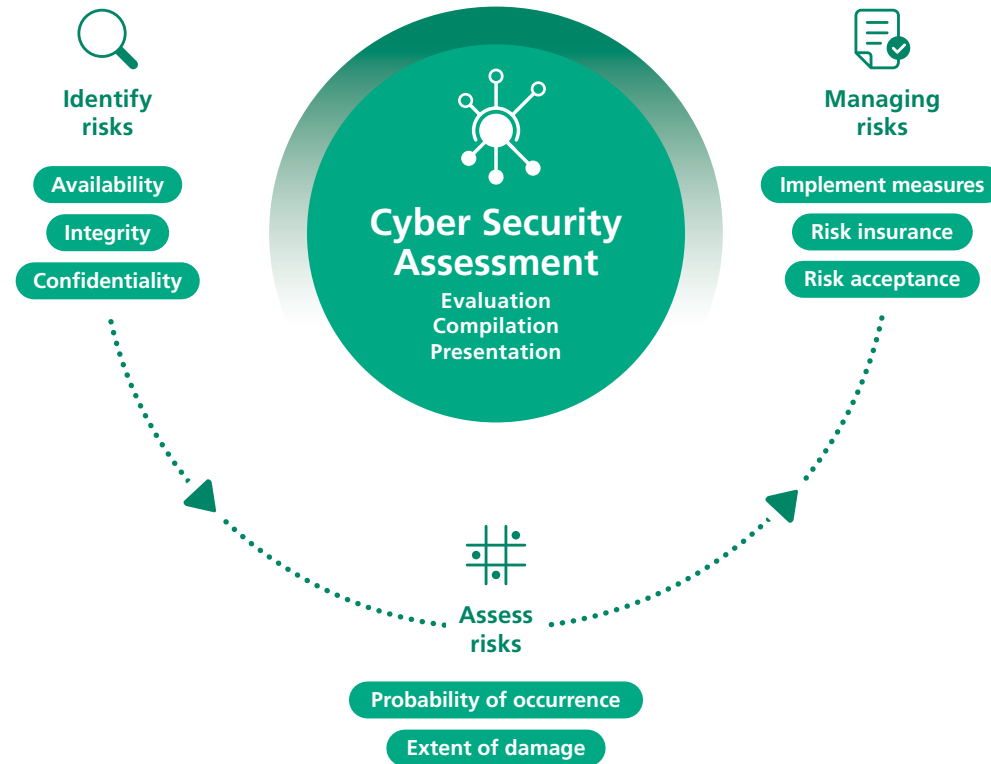 Identify
risks
Availability
Integrity
Confidentiality
Cyber Security
Assessment
Evaluation
Compilation
Presentation
Managing
risks
Implement measures
Risk insurance
Risk acceptance
Assess
risks
Probability of occurrence
Extent of damage